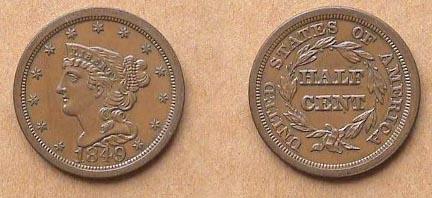 1849
UNITED STATES OF AMERICA
HALF
CENT